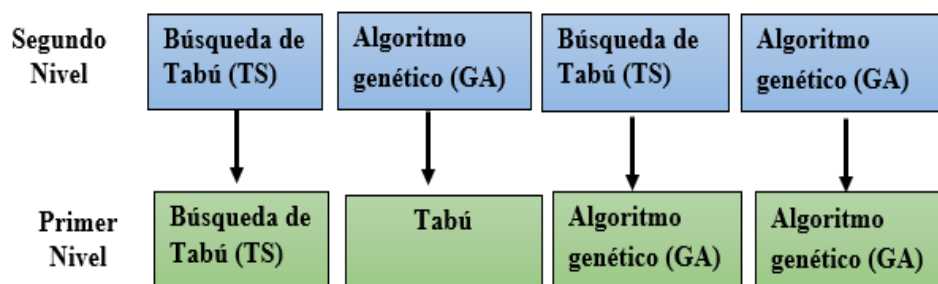 Segundo
Nivel
Búsqueda de
Tabú (TS)
Algoritmo
genético (GA)
Búsqueda de
Tabú (TS)
Algoritmo
genético (GA)
Primer
Nivel
Búsqueda de
Tabú (TS)
Tabú
Algoritmo
genético (GA)
Algoritmo
genético (GA)